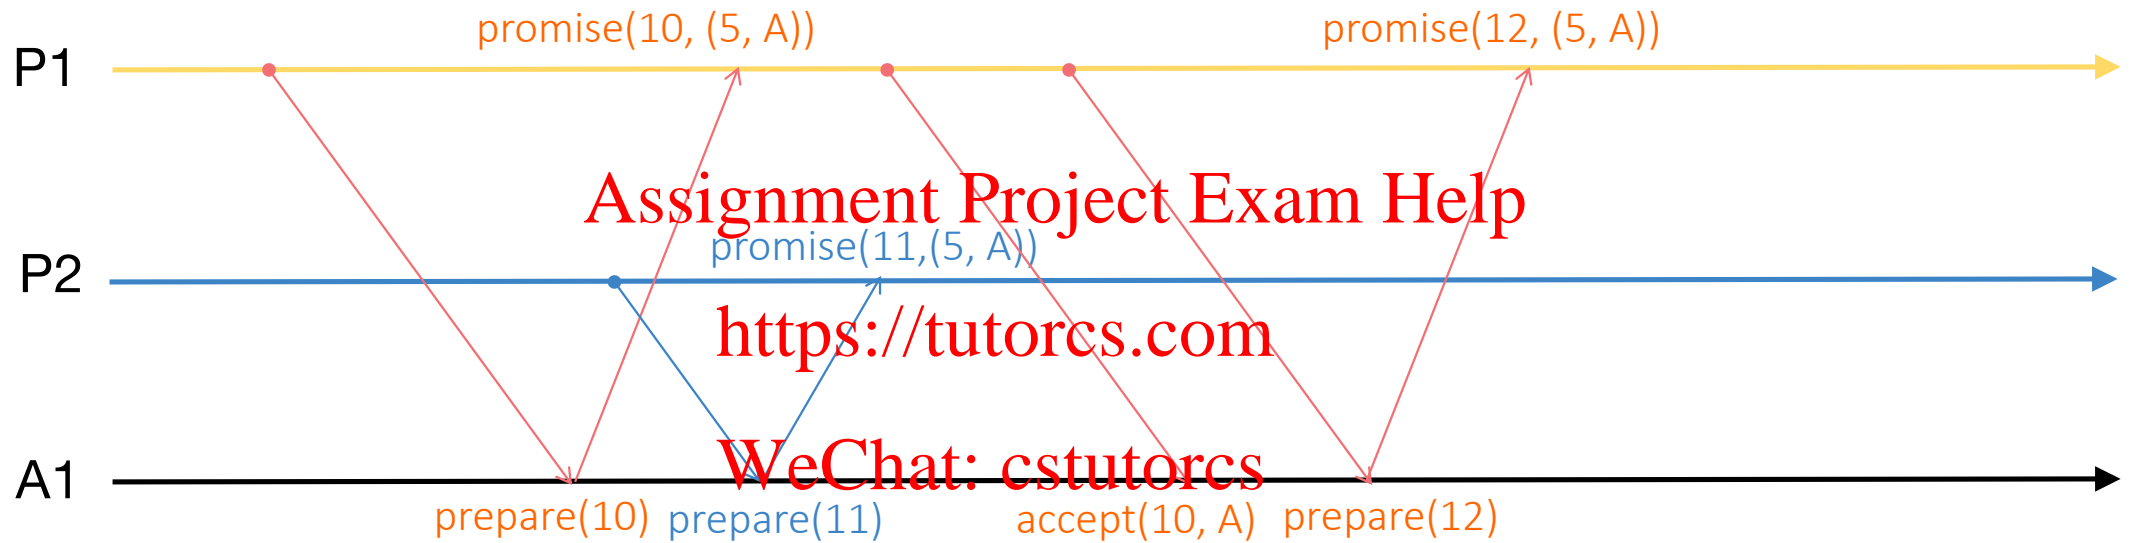 promise(10, (5, A))
promise(12, (5, A))
P1
Assignment Project Exam Help
promise(11,(5, A))
P2
https://tutorcs.com
WeChat: cstutorcs
A1
prepare(10)
prepare(11)
accept(10, A)
prepare(12)